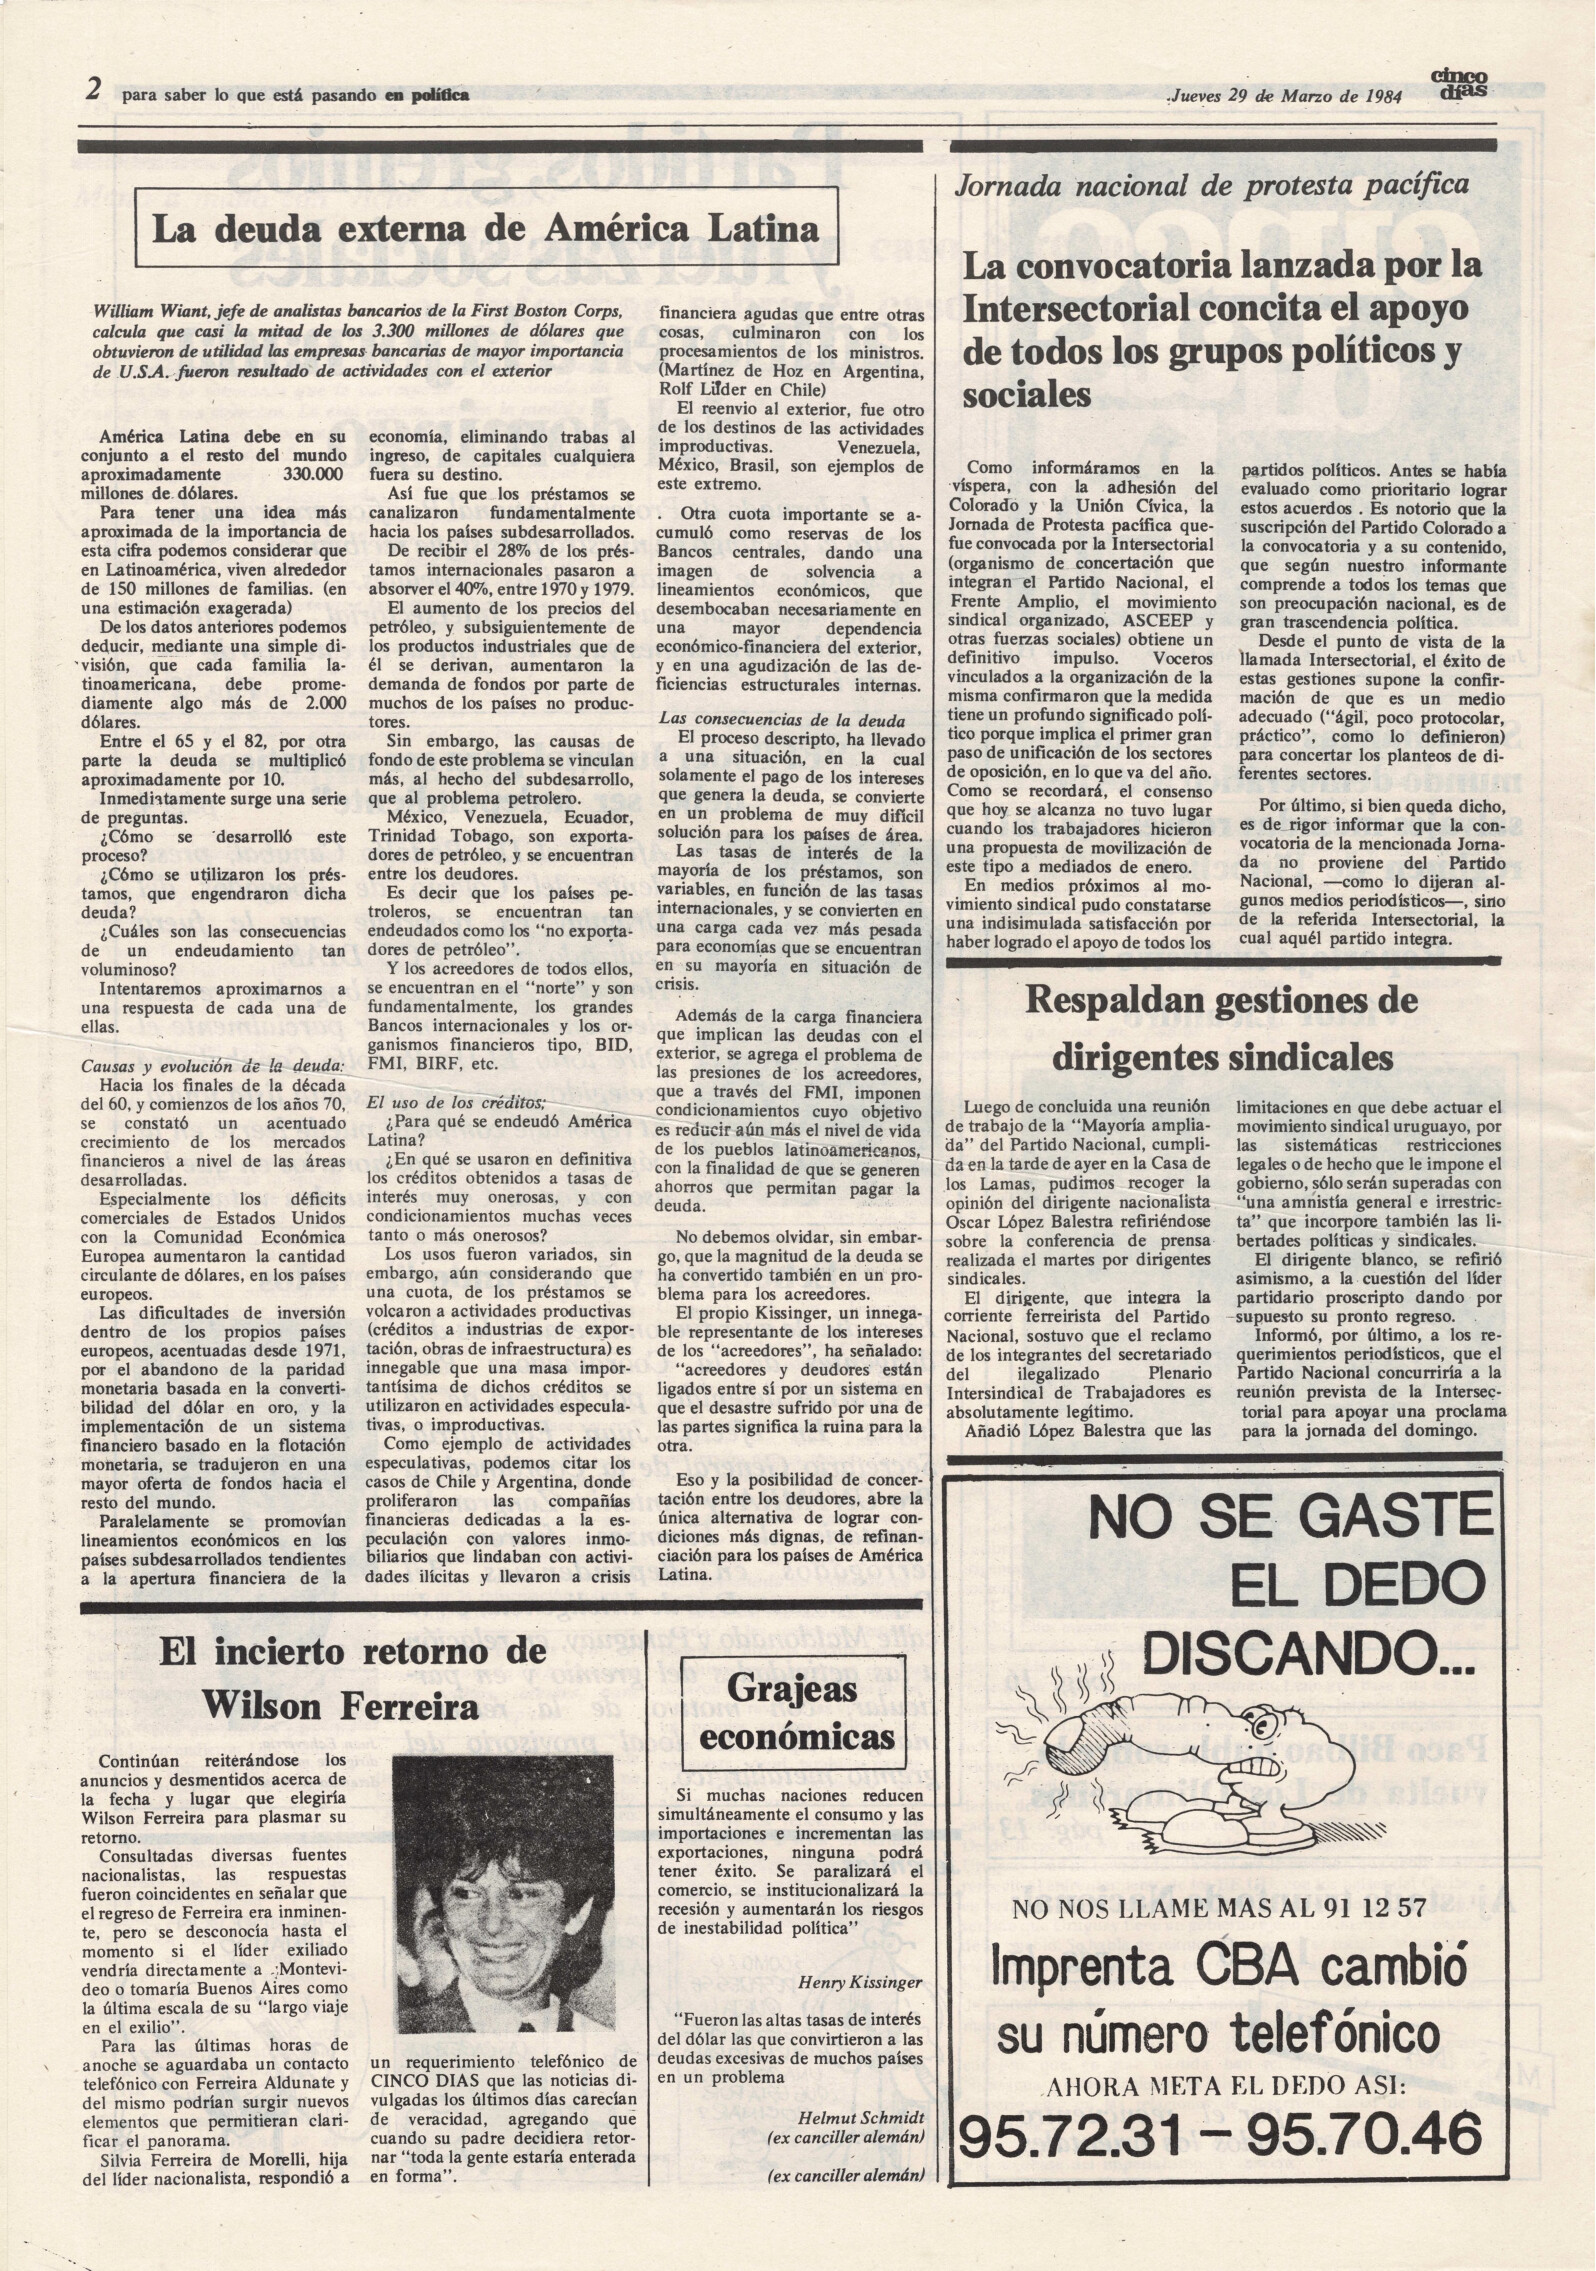 2 para saber lo que está pasando en política
Jueves 29 de Marzo de 1984
cinco
días
La deuda externa de América Latina
William Wiant, jefe de analistas bancarios de la First Boston Corps,
calcula que casi la mitad de los 3.300 millones de dólares que
obtuvieron de utilidad las empresas bancarias de mayor importancia
de U.S.A. fueron resultado de actividades con el exterior
América Latina debe en su
conjunto a el resto del mundo
aproximadamente 330.000
millones de dólares.
Para tener una idea más
aproximada de la importancia de
esta cifra podemos considerar que
en Latinoamérica, viven alrededor
de 150 millones de familias. (en
una estimación exagerada)
De los datos anteriores podemos
deducir, mediante una simple di-
visión, que cada familia la-
tinoamericana, debe prome-
diamente algo más de 2.000
dólares.
Entre el 65 y el 82, por otra
parte la deuda se multiplicó
aproximadamente por 10.
Inmediatamente surge una serie
de preguntas.
¿Cómo se desarrolló este
proceso?
¿Cómo se utilizaron los prés-
tamos, que engendraron dicha
deuda?
¿Cuáles son las consecuencias
de un endeudamiento tan
voluminoso?
Intentaremos aproximarnos a
una respuesta de cada una de
ellas.
Causas y evolución de la deuda:
Hacia los finales de la década
del 60, y comienzos de los años 70,
se constató un acentuado
crecimiento de los mercados
financieros a nivel de las áreas
desarrolladas.
Especialmente los déficits
comerciales de Estados Unidos
con la Comunidad Económica
Europea aumentaron la cantidad
circulante de dólares, en los países
europeos.
Las dificultades de inversión
dentro de los propios países
europeos, acentuadas desde 1971,
por el abandono de la paridad
monetaria basada en la converti-
bilidad del dólar en oro, y la
implementación de un sistema
financiero basado en la flotación
monetaria, se tradujeron en una
mayor oferta de fondos hacia el
resto del mundo.
Paralelamente se promovían
lineamientos económicos en los
países subdesarrollados tendientes
a la apertura financiera de la
economía, eliminando trabas al
ingreso, de capitales cualquiera
fuera su destino.
Así fue que los préstamos se
canalizaron fundamentalmente
hacia los países subdesarrollados.
De recibir el 28% de los prés-
tamos internacionales pasaron a
absorver el 40%, entre 1970 y 1979.
El aumento de los precios del
petróleo, y subsiguientemente de
los productos industriales que de
él se derivan, aumentaron la
demanda de fondos por parte de
muchos de los países no produc-
tores.
Sin embargo, las causas de
fondo de este problema se vinculan
más, al hecho del subdesarrollo,
que al problema petrolero.
México, Venezuela, Ecuador,
Trinidad Tobago, son exporta-
dores de petróleo, y se encuentran
entre los deudores.
Es decir que los países pe-
troleros, se encuentran tan
endeudados como los "no exporta-
dores de petróleo".
Y los acreedores de todos ellos,
se encuentran en el "norte" y son
fundamentalmente, los grandes
Bancos internacionales y los or-
ganismos financieros tipo, BID,
FMI, BIRF, etc.
El uso de los créditos;
¿Para qué se endeudó América
Latina?
¿En qué se usaron en definitiva
los créditos obtenidos a tasas de
interés muy onerosas, y con
condicionamientos muchas veces
tanto o más onerosos?
Los usos fueron variados, sin
embargo, aún considerando que
una cuota, de los préstamos se
volcaron a actividades productivas
(créditos a industrias de expor-
tación, obras de infraestructura) es
innegable que una masa impor-
tantísima de dichos créditos se
utilizaron en actividades especula-
tivas, o improductivas.
Como ejemplo de actividades
especulativas, podemos citar los
casos de Chile y Argentina, donde
proliferaron las compañías
financieras dedicadas a la es-
peculación con valores inmo-
biliarios que lindaban con activi-
dades ilícitas y llevaron a crisis
financiera agudas que entre otras
cosas, culminaron con los
procesamientos de los ministros.
(Martínez de Hoz en Argentina,
Rolf Lüder en Chile)
El reenvio al exterior, fue otro
de los destinos de las actividades
improductivas. Venezuela,
México, Brasil, son ejemplos de
este extremo.
. Otra cuota importante se a-
cumuló como reservas de los
Bancos centrales, dando una
imagen de solvencia a
lineamientos económicos, que
desembocaban necesariamente en
una mayor dependencia
económico-financiera del exterior,
y en una agudización de las de-
ficiencias estructurales internas.
Las consecuencias de la deuda
El proceso descripto, ha llevado
a una situación, en la cual
solamente el pago de los intereses
que genera la deuda, se convierte
en un problema de muy difícil
solución para los países de área.
Las tasas de interés de la
mayoría de los préstamos, son
variables, en función de las tasas
internacionales, y se convierten en
una carga cada vez más pesada
para economías que se encuentran
en su mayoría en situación de
crisis.
Además de la carga financiera
que implican las deudas con el
exterior, se agrega el problema de
las presiones de los acreedores,
que a través del FMI, imponen
condicionamientos cuyo objetivo
es reducir aún más el nivel de vida
de los pueblos latinoamericanos,
con la finalidad de que se generen
ahorros que permitan pagar la
deuda.
No debemos olvidar, sin embar-
go, que la magnitud de la deuda se
ha convertido también en un pro-
blema para los acreedores.
El propio Kissinger, un innega-
ble representante de los intereses
de los "acreedores", ha señalado:
"acreedores y deudores están
ligados entre sí por un sistema en
que el desastre sufrido por una de
las partes significa la ruina para la
otra.
Eso y la posibilidad de concer-
tación entre los deudores, abre la
única alternativa de lograr con-
diciones más dignas, de refinan-
ciación para los países de América
Latina.
Jornada nacional de protesta pacífica
La convocatoria lanzada por la
Intersectorial concita el apoyo
de todos los grupos políticos y
sociales
Como informáramos en la
víspera, con la adhesión del
Colorado y la Unión Cívica, la
Jornada de Protesta pacífica que
fue convocada por la Intersectorial
(organismo de concertación que
integran el Partido Nacional, el
Frente Amplio, el movimiento
sindical organizado, ASCEEP y
otras fuerzas sociales) obtiene un
definitivo impulso. Voceros
vinculados a la organización de la
misma confirmaron que la medida
tiene un profundo significado polí-
tico porque implica el primer gran
paso de unificación de los sectores
de oposición, en lo que va del año.
Como se recordará, el consenso
que hoy se alcanza no tuvo lugar
cuando los trabajadores hicieron
una propuesta de movilización de
este tipo a mediados de enero.
En medios próximos al mo-
vimiento sindical pudo constatarse
una indisimulada satisfacción por
haber logrado el apoyo de todos los
partidos políticos. Antes se había
evaluado como prioritario lograr
estos acuerdos . Es notorio que la
suscripción del Partido Colorado a
la convocatoria y a su contenido,
que según nuestro informante
comprende a todos los temas que
son preocupación nacional, es de
gran trascendencia política.
Desde el punto de vista de la
llamada Intersectorial, el éxito de
estas gestiones supone la confir-
mación de que es un medio
adecuado ("ágil, poco protocolar,
práctico", como lo definieron)
para concertar los planteos de di-
ferentes sectores.
Por último, si bien queda dicho,
es de rigor informar que la con-
vocatoria de la mencionada Jorna-
da no proviene del Partido
Nacional, —como lo dijeran al-
gunos medios periodísticos—, sino
de la referida Intersectorial, la
cual aquél partido integra.
Respaldan gestiones de
dirigentes sindicales
Luego de concluida una reunión
de trabajo de la "Mayoría amplia-
da" del Partido Nacional, cumpli-
da en la tarde de ayer en la Casa de
los Lamas, pudimos recoger la
opinión del dirigente nacionalista
Oscar López Balestra refiriéndose
sobre la conferencia de prensa
realizada el martes por dirigentes
sindicales.
El dirigente, que integra la
corriente ferreirista del Partido
Nacional, sostuvo que el reclamo
de los integrantes del secretariado
del ilegalizado Plenario
Intersindical de Trabajadores es
absolutamente legítimo.
Añadió López Balestra que las
limitaciones en que debe actuar el
movimiento sindical uruguayo, por
las sistemáticas restricciones
legales o de hecho que le impone el
gobierno, sólo serán superadas con
"una amnistía general e irrestric-
ta" que incorpore también las li-
bertades políticas y sindicales.
El dirigente blanco, se refirió
asimismo, a la cuestión del líder
partidario proscripto dando por
supuesto su pronto regreso.
Informó, por último, a los re-
querimientos periodísticos, que el
Partido Nacional concurriría a la
reunión prevista de la Intersec-
torial para apoyar una proclama
para la jornada del domingo.
El incierto retorno de
Wilson Ferreira
Continúan reiterándose los
anuncios y desmentidos acerca de
la fecha y lugar que elegiría
Wilson Ferreira para plasmar su
retorno.
Consultadas diversas fuentes
nacionalistas, las respuestas
fueron coincidentes en señalar que
el regreso de Ferreira era inminen-
te, pero se desconocía hasta el
momento si el líder exiliado
vendría directamente a Montevi-
deo o tomaría Buenos Aires como
la última escala de su "largo viaje
en el exilio".
Para las últimas horas de
anoche se aguardaba un contacto
telefónico con Ferreira Aldunate y
del mismo podrían surgir nuevos
elementos que permitieran clari-
ficar el panorama.
Silvia Ferreira de Morelli, hija
del líder nacionalista, respondió a
un requerimiento telefónico de
CINCO DIAS que las noticias di-
vulgadas los últimos días carecían
de veracidad, agregando que
cuando su padre decidiera retor-
nar "toda la gente estaría enterada
en forma".
Grajeas
económicas
Si muchas naciones reducen
simultáneamente el consumo y las
importaciones e incrementan las
exportaciones, ninguna podrá
tener éxito. Se paralizará el
comercio, se institucionalizará la
recesión y aumentarán los riesgos
de inestabilidad política"
Henry Kissinger
"Fueron las altas tasas de interés
del dólar las que convirtieron a las
deudas excesivas de muchos países
en un problema
Helmut Schmidt
(ex canciller alemán)
(ex canciller alemán)
NO SE GASTE
EL DEDO
DISCANDO...
NO NOS LLAME MAS AL 91 12 57
Imprenta CBA cambió
su número telefónico
AHORA META EL DEDO ASI:
95.72.31 – 95.70.46